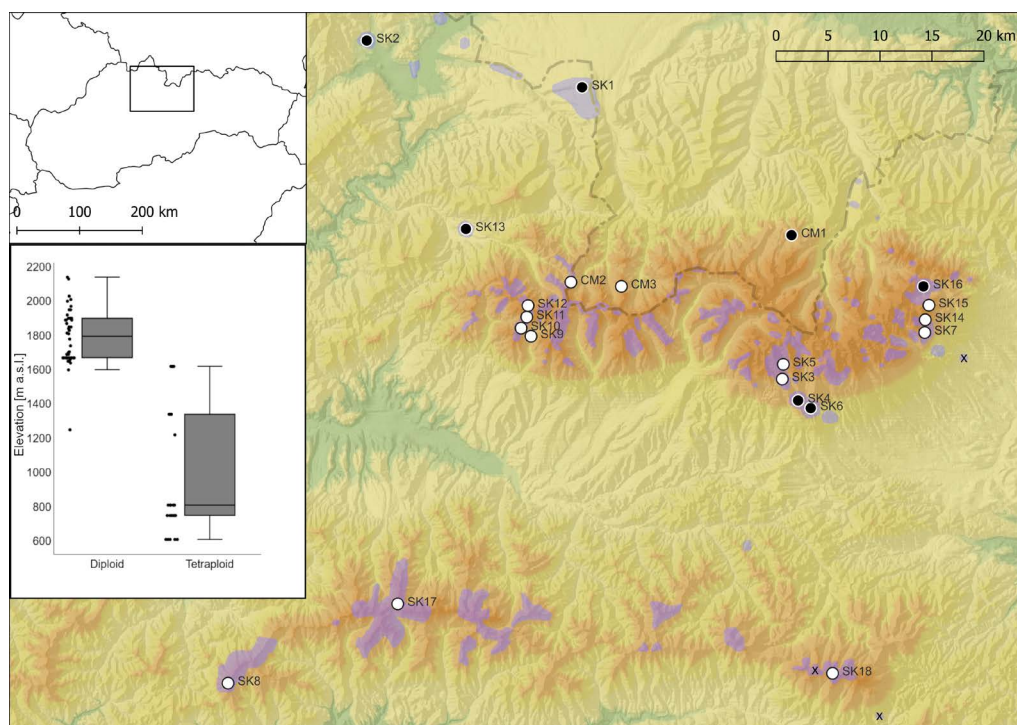 SK2
0 5 10 15 20 km
SK1
0 100 200 km
SK13
CM1
CM2
CM3
SK16
SK12
SK15
SK11
SK14
SK10
SK7
SK9
x
SK5
SK3
SK4
SK6
Elevation [m a.s.l.]
2200
2000
1800
1600
1400
1200
1000
800
600
Diploid Tetraploid
SK17
SK8
x
SK18
x